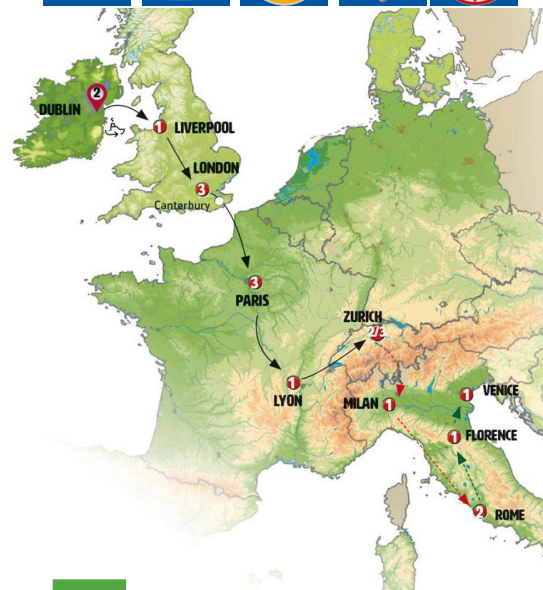 2
DUBLIN
1
LIVERPOOL
LONDON
3
Canterbury
3
PARIS
ZURICH
2/3
1
LYON
MILAN
1
1
VENICE
1
FLORENCE
2
ROME